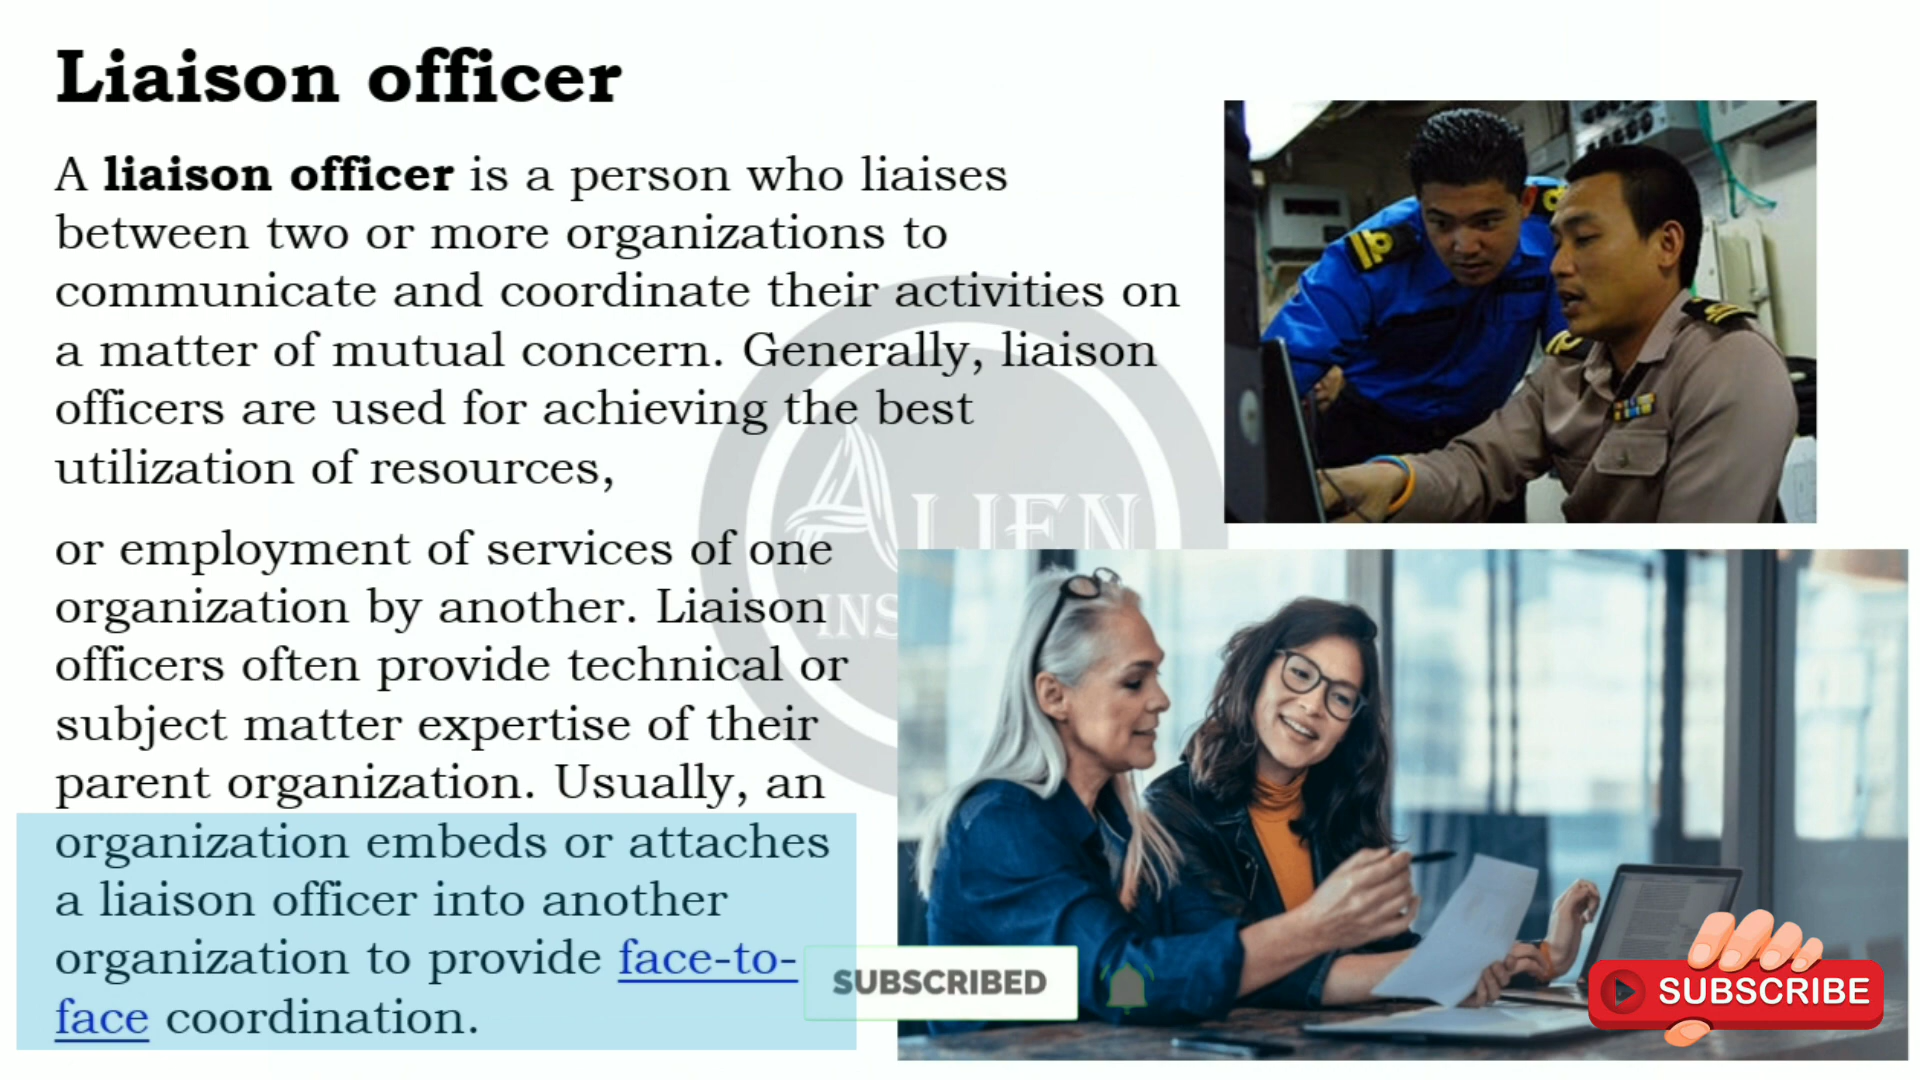 Liaison officer
A liaison officer is a person who liaises
between two or more organizations to
communicate and coordinate their activities on
a matter of mutual concern. Generally, liaison
officers are used for achieving the best
utilization of resources,
or employment of services of one
organization by another. Liaison
officers often provide technical or
subject matter expertise of their
parent organization. Usually, an
organization embeds or attaches
a liaison officer into another
organization to provide face-to-
face coordination.
ALIEN
INS
SUBSCRIBED
SUBSCRIBE